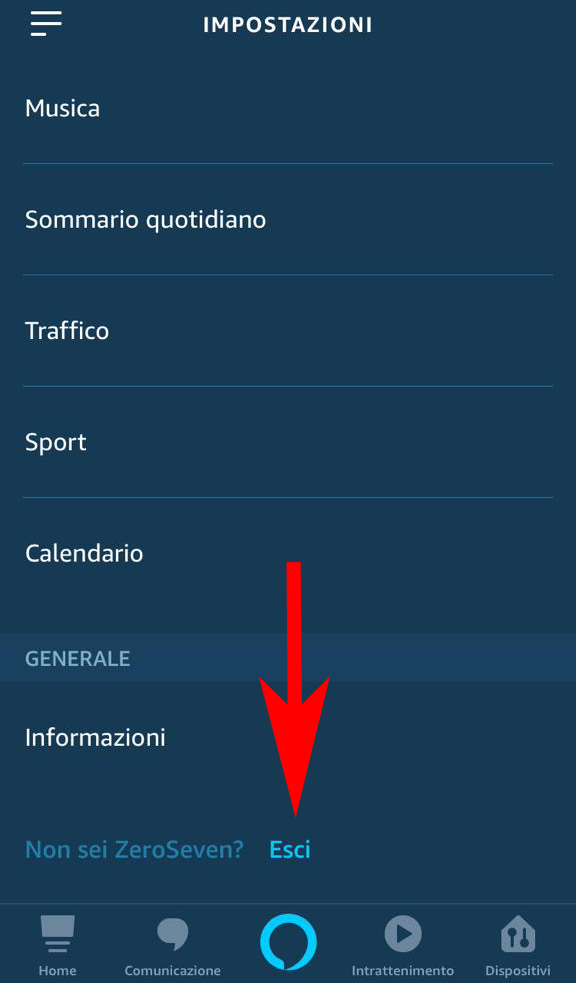 IMPOSTAZIONI
Musica
Sommario quotidiano
Traffico
Sport
Calendario
GENERALE
Informazioni
Non sei ZeroSeven? Esci
Home Comunicazione Intrattenimento Dispositivi